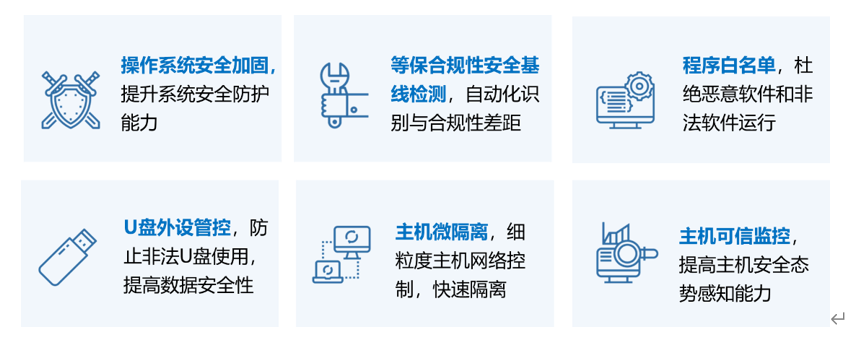 操作系统安全加固，
提升系统安全防护
能力
等保合规性安全基
线检测，自动化识
别与合规性差距
程序白名单，杜
绝恶意软件和非
法软件运行
U盘外设管控，防
止非法U盘使用，
提高数据安全性
主机微隔离，细
粒度主机网络控
制，快速隔离
主机可信监控，
提高主机安全态
势感知能力